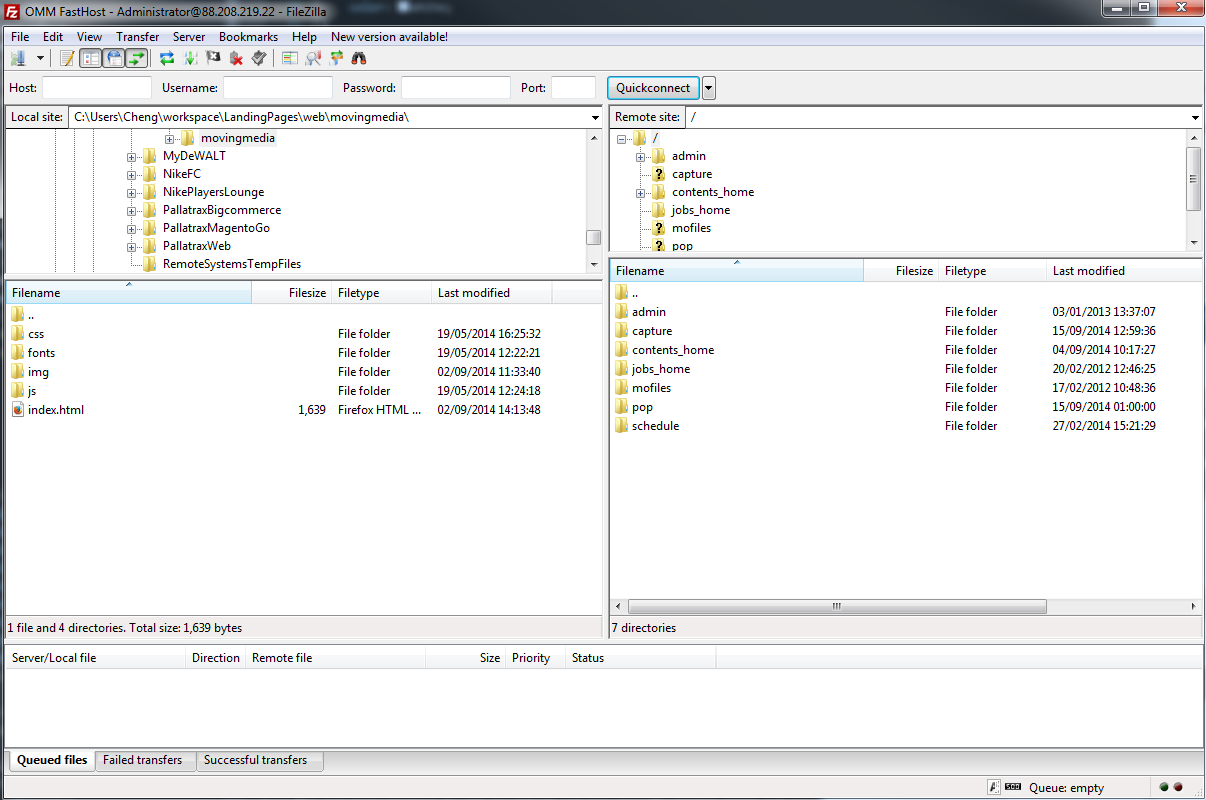 OMM FastHost - Administrator@88.208.219.22 - FileZilla
File Edit View Transfer Server Bookmarks Help New version available!
Host: Username: Password: Port: Quickconnect
Local site: C:\Users\Cheng\workspace\LandingPages\web\movingmedia\
movingmedia
MyDeWALT
NikeFC
NikePlayersLounge
PallatraxBigcommerce
PallatraxMagentoGo
PallatraxWeb
RemoteSystemsTempFiles
Filename Filesize Filetype Last modified
..
css File folder 19/05/2014 16:25:32
fonts File folder 19/05/2014 12:22:21
img File folder 02/09/2014 11:33:40
js File folder 19/05/2014 12:24:18
index.html 1,639 Firefox HTML ... 02/09/2014 14:13:48
1 file and 4 directories. Total size: 1,639 bytes
Remote site: /
/
admin
? capture
contents_home
jobs_home
? mofiles
? pop
Filename Filesize Filetype Last modified
..
admin File folder 03/01/2013 13:37:07
capture File folder 15/09/2014 12:59:36
contents_home File folder 04/09/2014 10:17:27
jobs_home File folder 20/02/2012 12:46:25
mofiles File folder 17/02/2012 10:48:36
pop File folder 15/09/2014 01:00:00
schedule File folder 27/02/2014 15:21:29
7 directories
Server/Local file Direction Remote file Size Priority Status
Queued files Failed transfers Successful transfers
Queue: empty